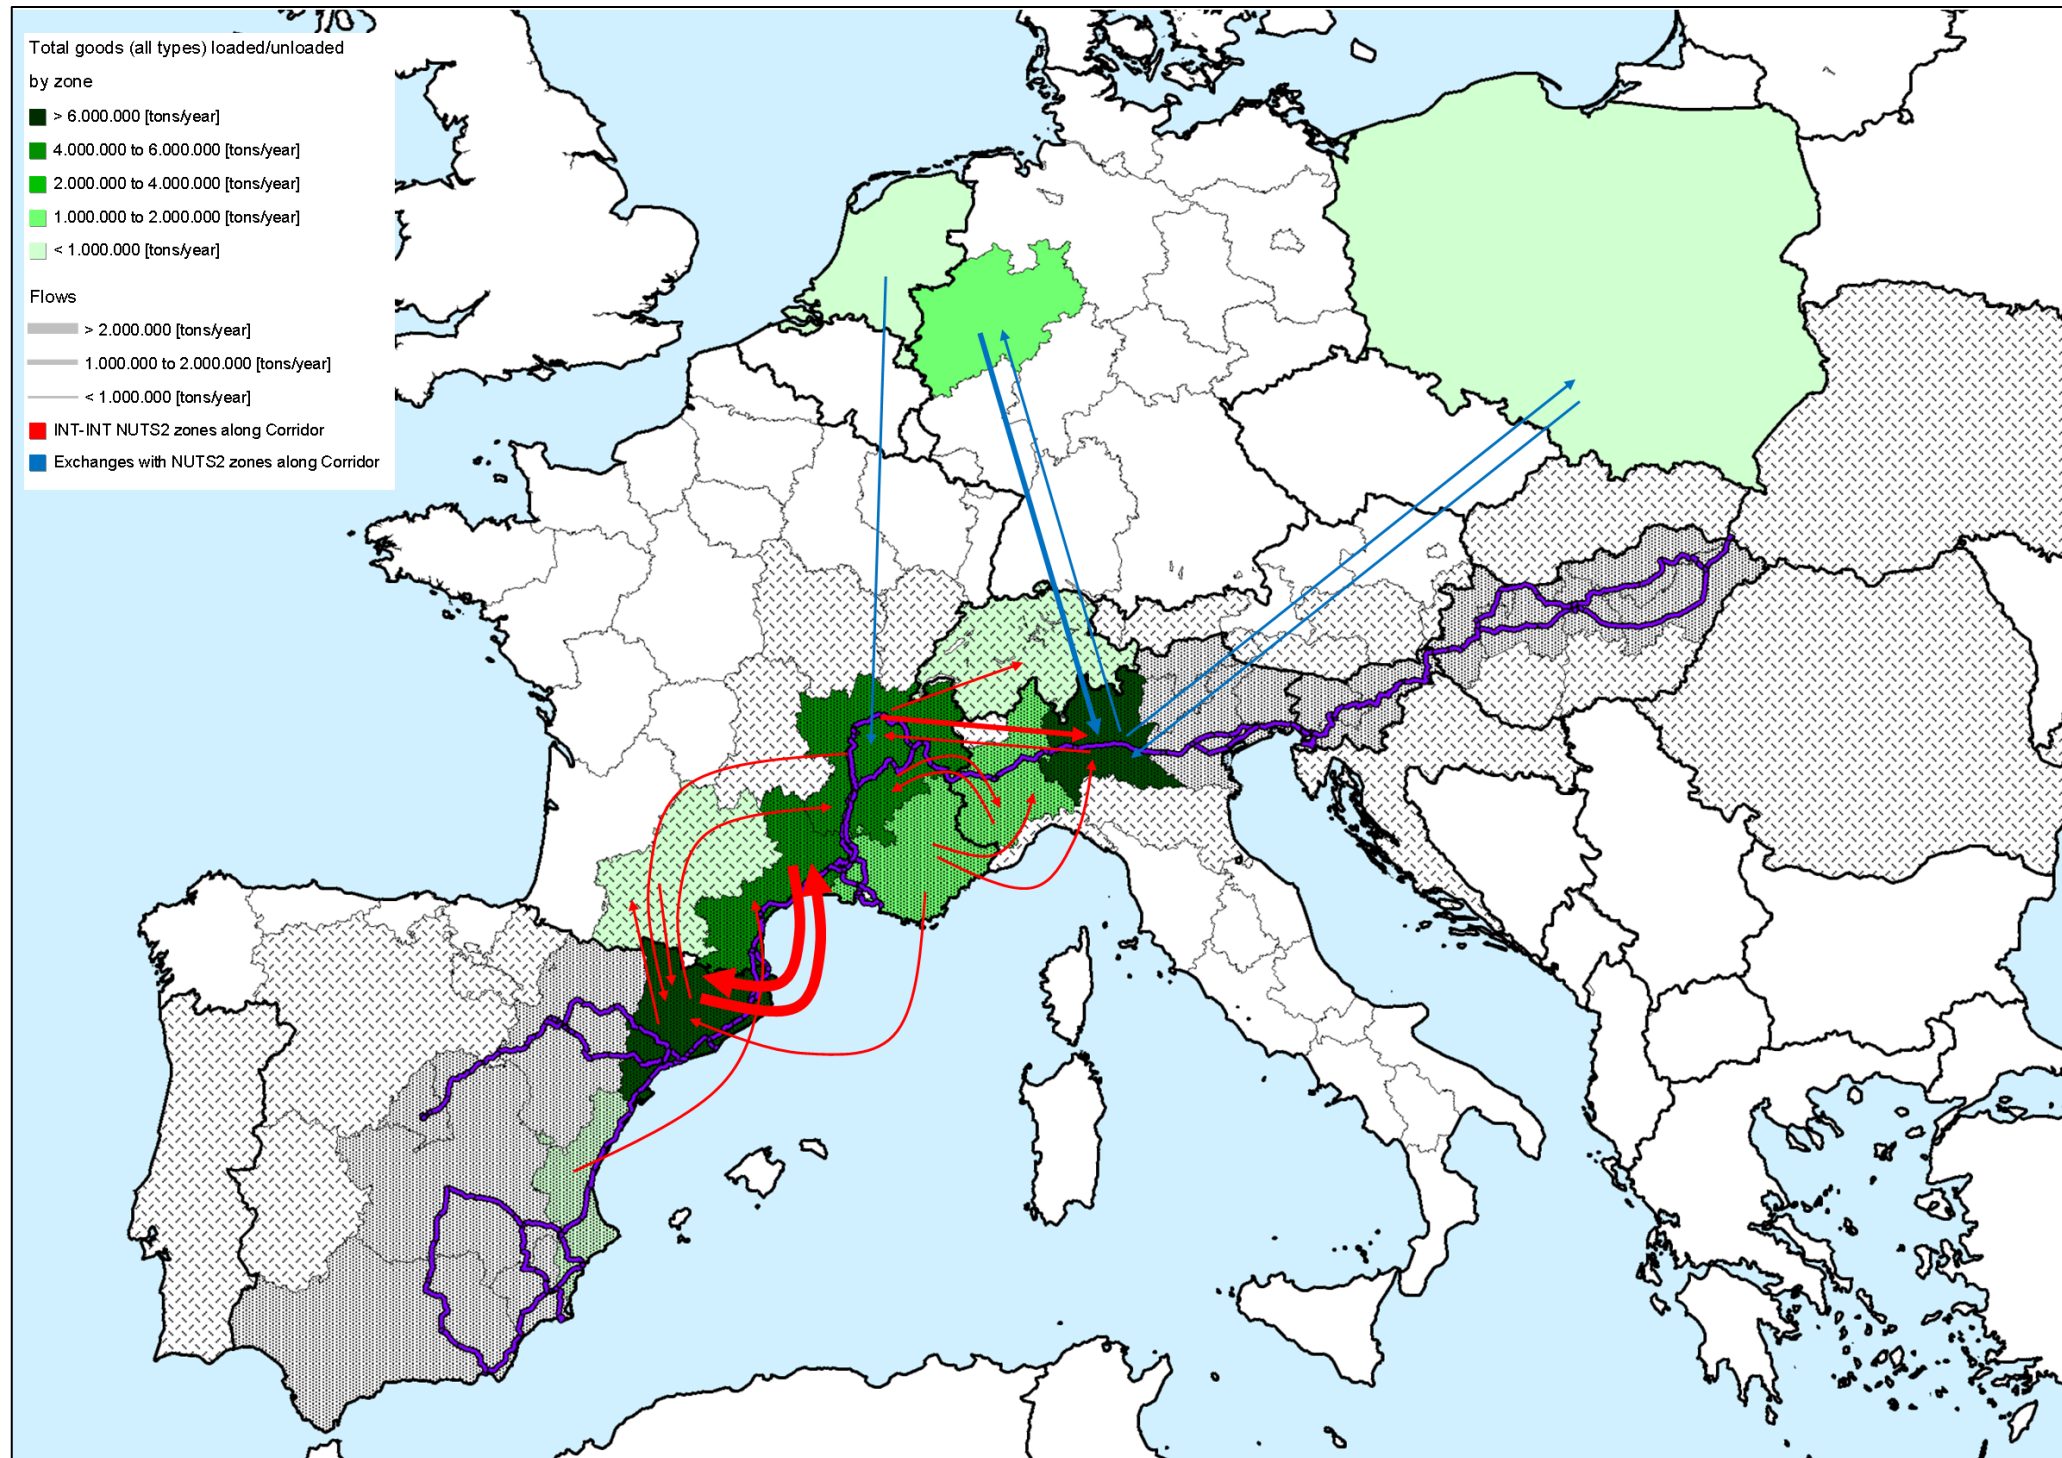 Total goods (all types) loaded/unloaded
by zone
> 6.000.000 [tons/year]
4.000.000 to 6.000.000 [tons/year]
2.000.000 to 4.000.000 [tons/year]
1.000.000 to 2.000.000 [tons/year]
< 1.000.000 [tons/year]
Flows
> 2.000.000 [tons/year]
1.000.000 to 2.000.000 [tons/year]
< 1.000.000 [tons/year]
INT-INT NUTS2 zones along Corridor
Exchanges with NUTS2 zones along Corridor